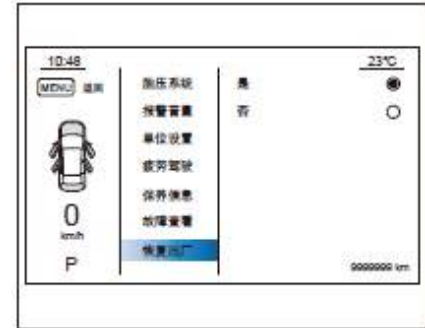 10:48
23℃
MENU 返回
胎压系统
是
报警音量
否
单位设置
疲劳驾驶
保养信息
0
故障查看
km/h
恢复出厂
P
9999999 km